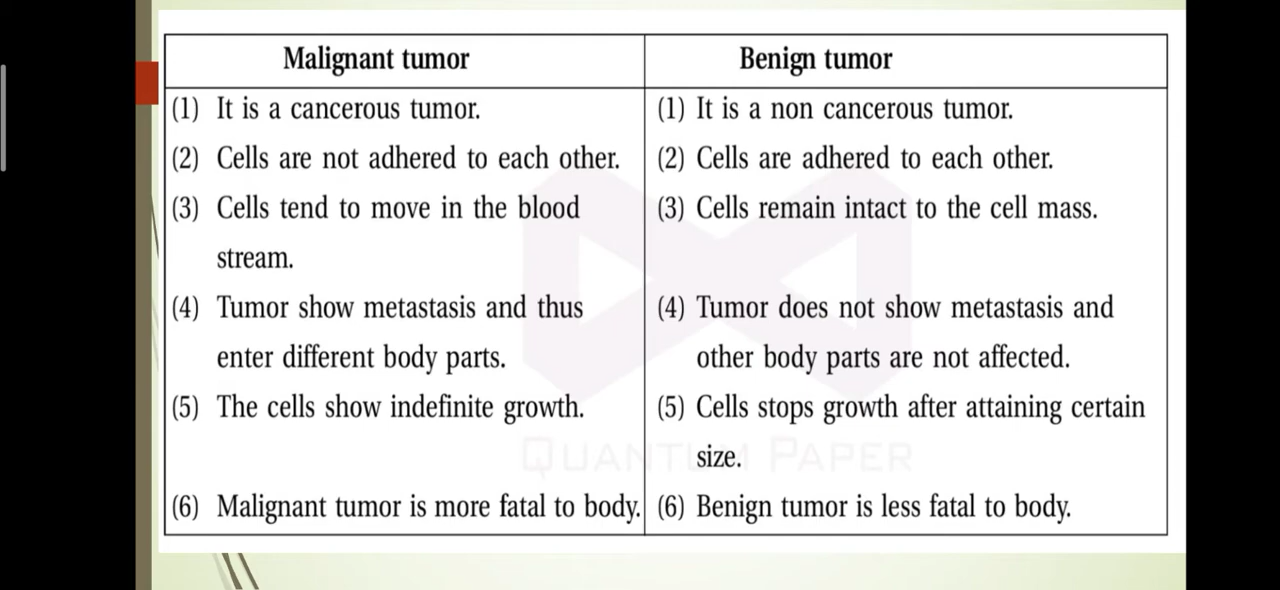 Malignant tumor
Benign tumor
(1) It is a cancerous tumor.
(2) Cells are not adhered to each other.
(3) Cells tend to move in the blood
stream.
(4) Tumor show metastasis and thus
enter different body parts.
(5) The cells show indefinite growth.
(6) Malignant tumor is more fatal to body.
(1) It is a non cancerous tumor.
(2) Cells are adhered to each other.
(3) Cells remain intact to the cell mass.
(4) Tumor does not show metastasis and
other body parts are not affected.
(5) Cells stops growth after attaining certain
size.
(6) Benign tumor is less fatal to body.
QUANTUM PAPER